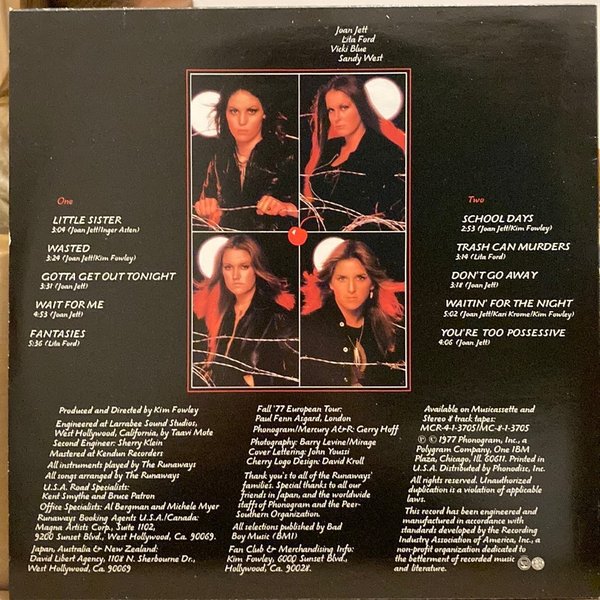 Joan Jett
Lita Ford
Vicki Blue
Sandy West
One
LITTLE SISTER
3:04 (Joan Jett/Inger Asten)
WASTED
3:24 (Joan Jett/Kim Fowley)
GOTTA GET OUT TONIGHT
3:31 (Joan Jett)
WAIT FOR ME
4:53 (Joan Jett)
FANTASIES
5:36 (Lita Ford)
Two
SCHOOL DAYS
2:53 (Joan Jett/Kim Fowley)
TRASH CAN MURDERS
3:14 (Lita Ford)
DON'T GO AWAY
3:18 (Joan Jett)
WAITIN' FOR THE NIGHT
5:02 (Joan Jett/Kari Krome/Kim Fowley)
YOU'RE TOO POSSESSIVE
4:06 (Joan Jett)
Produced and Directed by Kim Fowley
Engineered at Larrabee Sound Studios,
West Hollywood, California, by Taavi Mote
Second Engineer: Sherry Klein
Mastered at Kendun Recorders
All instruments played by The Runaways
All songs arranged by The Runaways
U.S.A. Road Specialists:
Kent Smythe and Bruce Patron
Office Specialists: Al Bergman and Michele Myer
Runaways Booking Agents U.S.A./Canada:
Magna Artists Corp., Suite 1102,
9200 Sunset Blvd., West Hollywood, Ca. 90069.
Japan, Australia & New Zealand:
David Libert Agency, 1108 N. Sherbourne Dr.,
West Hollywood, Ca. 90069
Fall '77 European Tour:
Paul Fenn Asgard, London
Phonogram/Mercury A&R: Gerry Hoff
Photography: Barry Levine/Mirage
Cover Lettering: John Youssi
Cherry Logo Design: David Kroll
Thank you's to all of the Runaways'
families. Special thanks to all our
friends in Japan, and the worldwide
staffs of Phonogram and the Peer-
Southern Organization.
All selections published by Bad
Boy Music (BMI)
Fan Club & Merchandising Info:
Kim Fowley, 6000 Sunset Blvd.,
Hollywood, Ca. 90028.
Available on Musicassette and
Stereo 8 track tapes:
MCR-4-1-3705/MC-8-1-3705
℗ © 1977 Phonogram, Inc., a
Polygram Company, One IBM
Plaza, Chicago, Ill. 60611. Printed in
U.S.A. Distributed by Phonodisc, Inc.
All rights reserved. Unauthorized
duplication is a violation of applicable
laws.
This record has been engineered and
manufactured in accordance with
standards developed by the Recording
Industry Association of America, Inc., a
non-profit organization dedicated to
the betterment of recorded music
and literature.